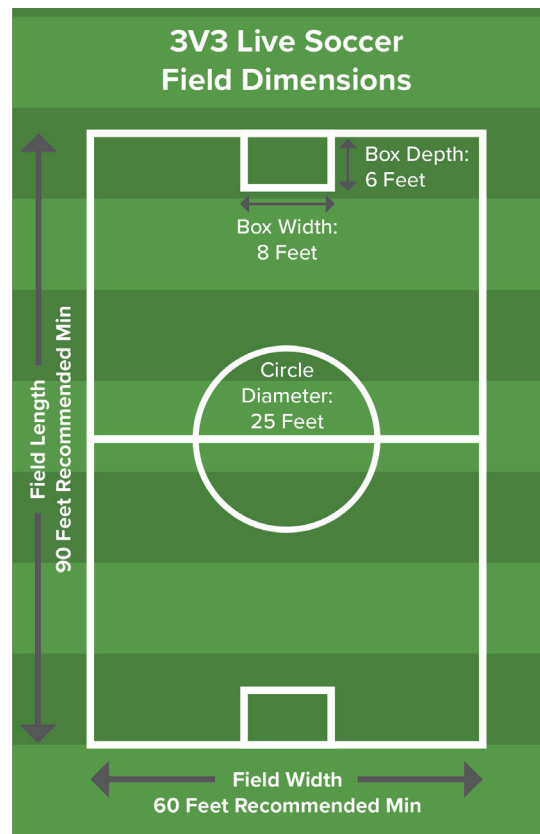 3V3 Live Soccer
Field Dimensions
Box Depth:
6 Feet
Box Width:
8 Feet
Circle
Diameter:
25 Feet
Field Length
90 Feet Recommended Min
Field Width
60 Feet Recommended Min